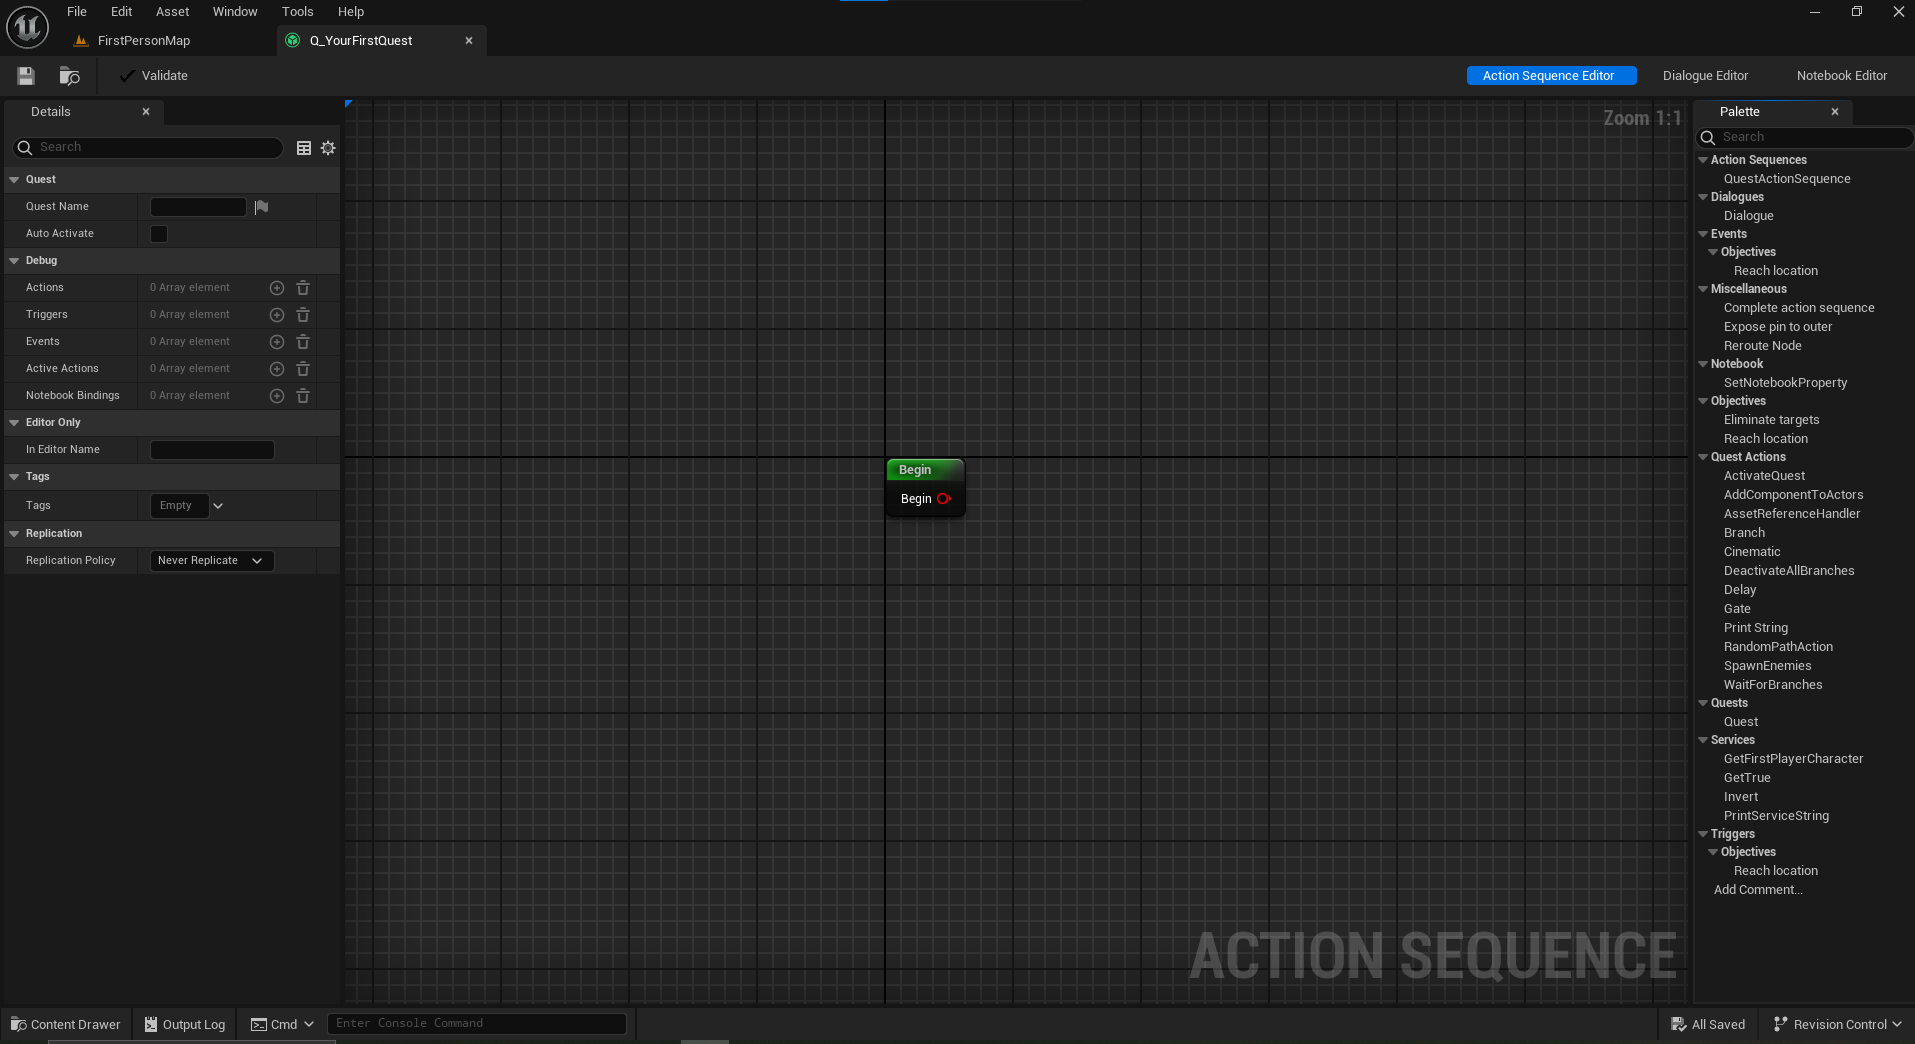 File Edit Asset Window Tools Help
FirstPersonMap
Q_YourFirstQuest
Validate
Action Sequence Editor
Dialogue Editor
Notebook Editor
Details
Search
Quest
Quest Name
Auto Activate
Debug
Actions 0 Array element
Triggers 0 Array element
Events 0 Array element
Active Actions 0 Array element
Notebook Bindings 0 Array element
Editor Only
In Editor Name
Tags
Tags Empty
Replication
Replication Policy Never Replicate
Zoom 1:1
Begin
Begin
ACTION SEQUENCE
Palette
Search
Action Sequences
QuestActionSequence
Dialogues
Dialogue
Events
Objectives
Reach location
Miscellaneous
Complete action sequence
Expose pin to outer
Reroute Node
Notebook
SetNotebookProperty
Objectives
Eliminate targets
Reach location
Quest Actions
ActivateQuest
AddComponentToActors
AssetReferenceHandler
Branch
Cinematic
DeactivateAllBranches
Delay
Gate
Print String
RandomPathAction
SpawnEnemies
WaitForBranches
Quests
Quest
Services
GetFirstPlayerCharacter
GetTrue
Invert
PrintServiceString
Triggers
Objectives
Reach location
Add Comment...
Content Drawer
Output Log
Cmd
Enter Console Command
All Saved
Revision Control